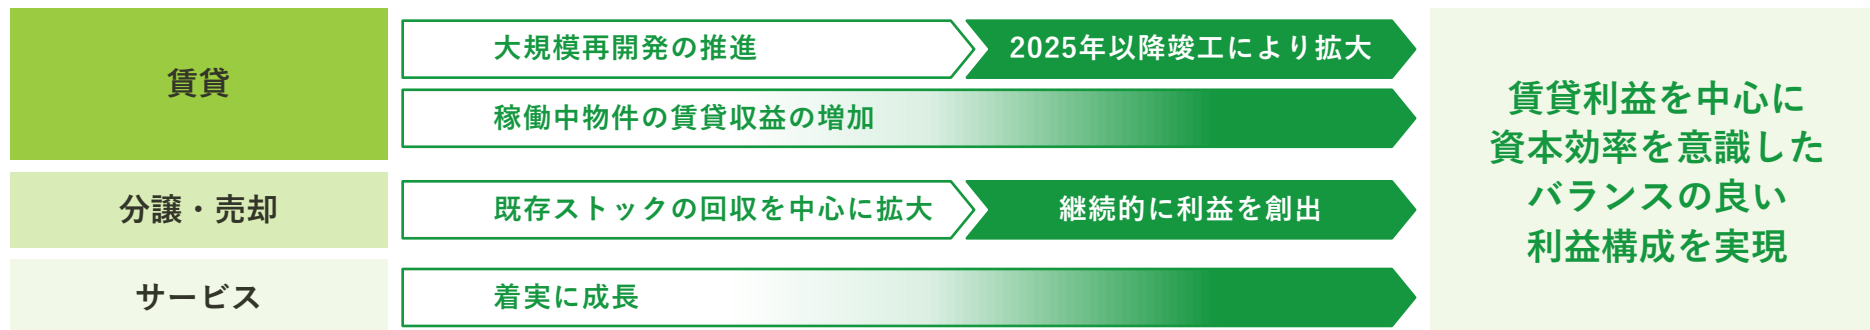 賃貸
大規模再開発の推進
2025年以降竣工により拡大
稼働中物件の賃貸収益の増加
分譲・売却
既存ストックの回収を中心に拡大
継続的に利益を創出
サービス
着実に成長
賃貸利益を中心に
資本効率を意識した
バランスの良い
利益構成を実現